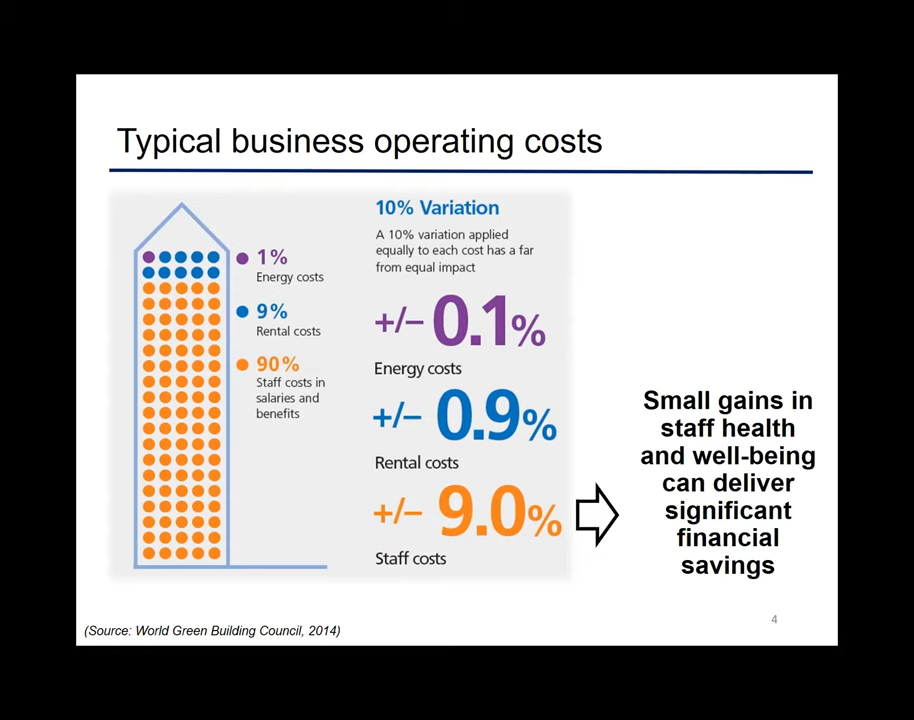 Typical business operating costs
1%
Energy costs
9%
Rental costs
90%
Staff costs in
salaries and
benefits
10% Variation
A 10% variation applied
equally to each cost has a far
from equal impact
+/– 0.1%
Energy costs
+/– 0.9%
Rental costs
+/– 9.0%
Staff costs
Small gains in
staff health
and well-being
can deliver
significant
financial
savings
(Source: World Green Building Council, 2014)
4